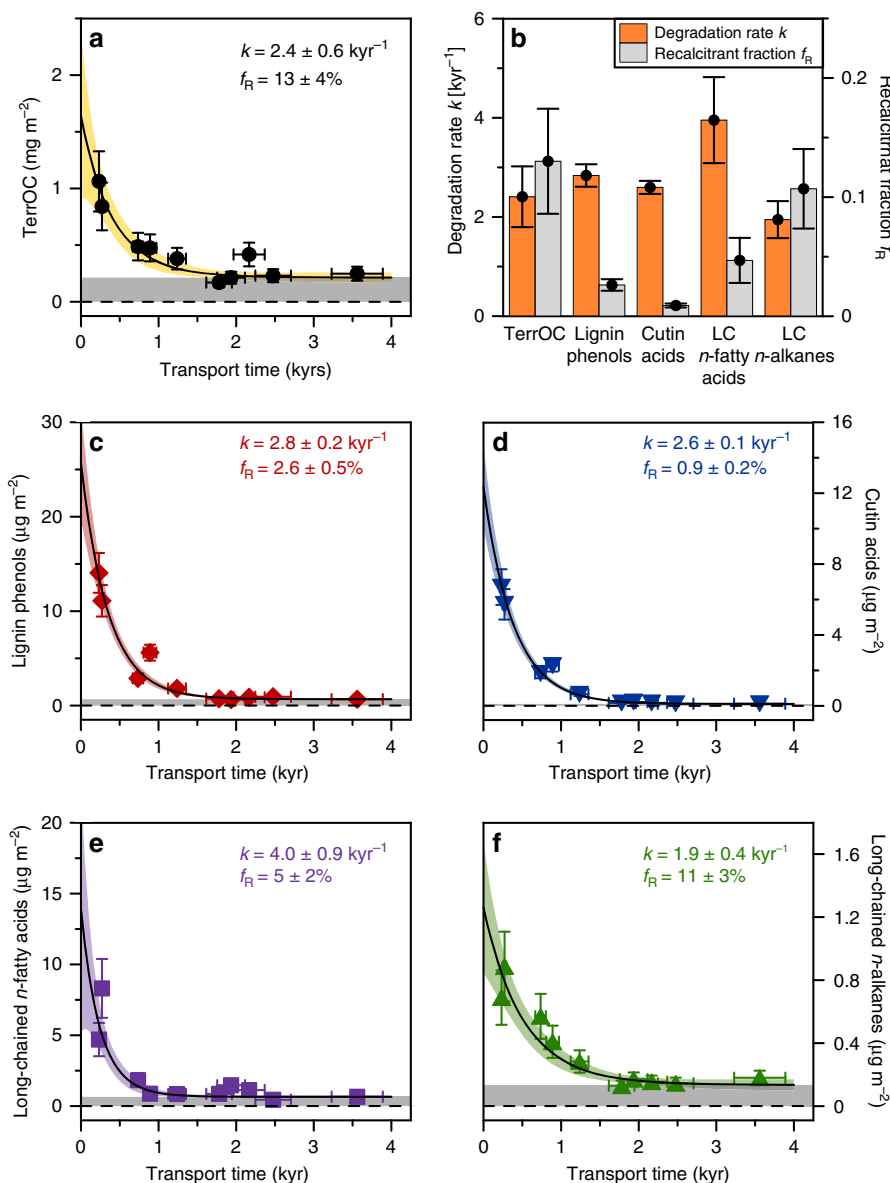 a
k = 2.4 ± 0.6 kyr⁻¹
f_R = 13 ± 4%
TerrOC (mg m⁻²)
2
1
0
0 1 2 3 4
Transport time (kyrs)
b
Degradation rate k
Recalcitrant fraction f_R
Degradation rate k [kyr⁻¹]
6
5
4
3
2
1
0
0.2
0.1
0
Recalcitrnat fraction f_R
TerrOC Lignin Cutin LC LC
phenols acids n-fatty n-alkanes
acids
c
k = 2.8 ± 0.2 kyr⁻¹
f_R = 2.6 ± 0.5%
Lignin phenols (µg m⁻²)
30
20
10
0
0 1 2 3 4
Transport time (kyr)
d
k = 2.6 ± 0.1 kyr⁻¹
f_R = 0.9 ± 0.2%
16
12
8
4
0
Cutin acids (µg m⁻²)
0 1 2 3 4
Transport time (kyr)
e
k = 4.0 ± 0.9 kyr⁻¹
f_R = 5 ± 2%
Long-chained n-fatty acids (µg m⁻²)
20
15
10
5
0
0 1 2 3 4
Transport time (kyr)
f
k = 1.9 ± 0.4 kyr⁻¹
f_R = 11 ± 3%
1.6
1.2
0.8
0.4
0
Long-chained n-alkanes (µg m⁻²)
0 1 2 3 4
Transport time (kyr)